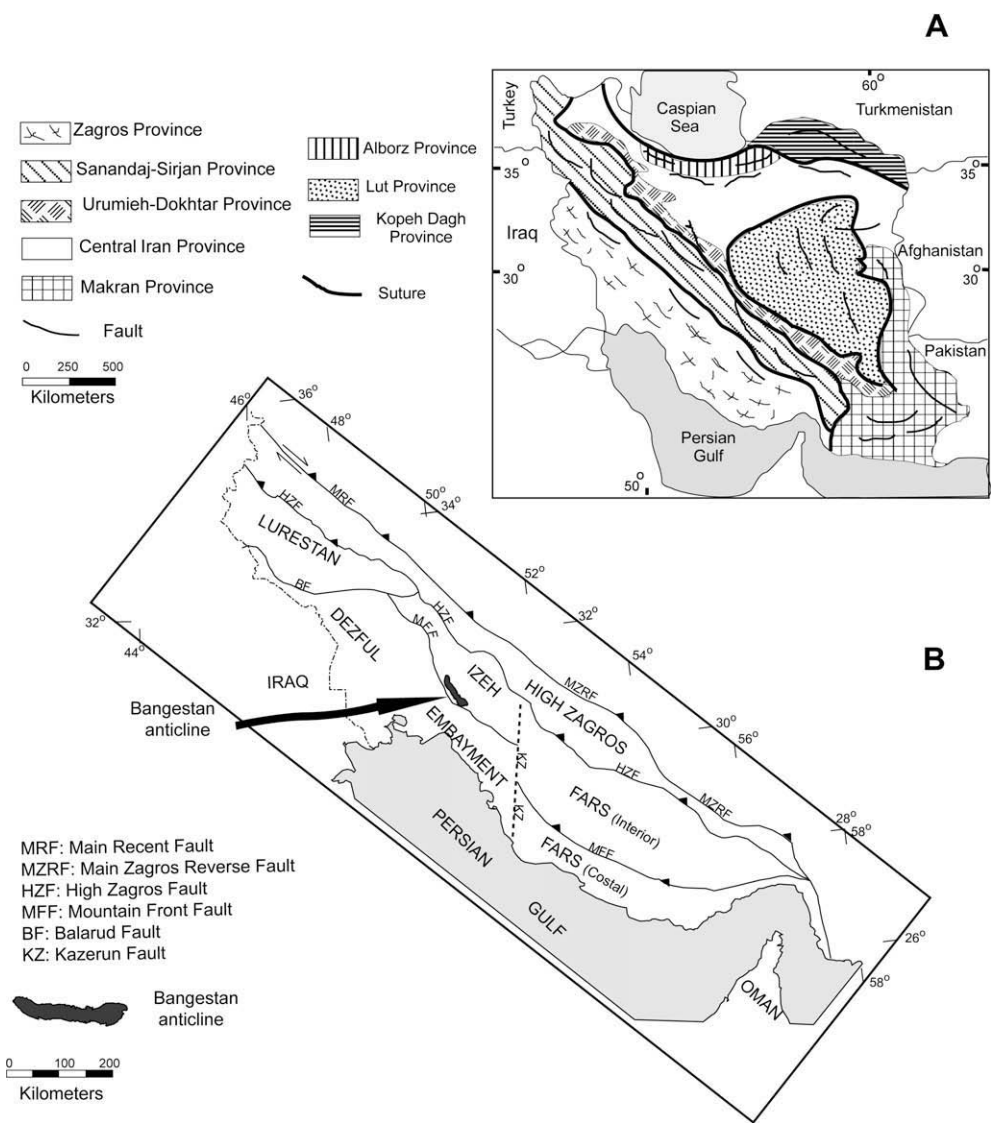 A
Zagros Province
Sanandaj-Sirjan Province
Urumieh-Dokhtar Province
Central Iran Province
Makran Province
Fault
0 250 500
Kilometers
Alborz Province
Lut Province
Kopeh Dagh
Province
Suture
60°
Turkey
Caspian
Sea
Turkmenistan
35°
35°
Iraq
Afghanistan
30°
30°
Pakistan
Persian
Gulf
50°
B
46°
36°
48°
MRF
50°
34°
HZF
LURESTAN
BF
52°
32°
HZF
MFF
DEZFUL
32°
44°
54°
IZEH
MZRF
IRAQ
HIGH ZAGROS
Bangestan
anticline
30°
56°
EMBAYMENT
KZ
HZF
MZRF
FARS (Interior)
KZ
28°
58°
PERSIAN
MFF
FARS (Costal)
GULF
26°
58°
OMAN
MRF: Main Recent Fault
MZRF: Main Zagros Reverse Fault
HZF: High Zagros Fault
MFF: Mountain Front Fault
BF: Balarud Fault
KZ: Kazerun Fault
Bangestan
anticline
0 100 200
Kilometers